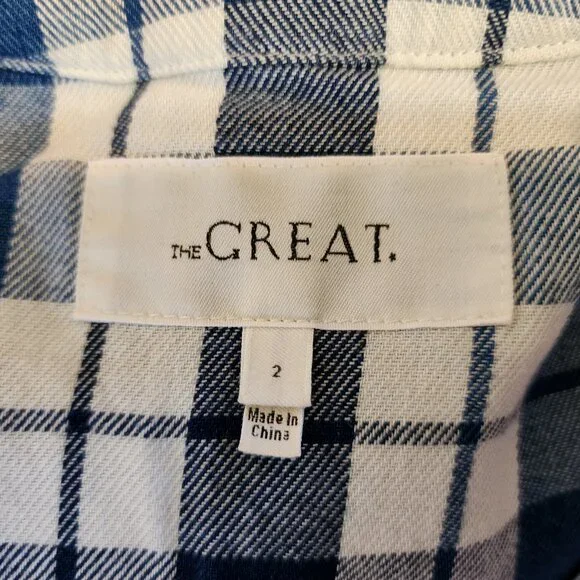 THE GREAT.
2
Made In
China